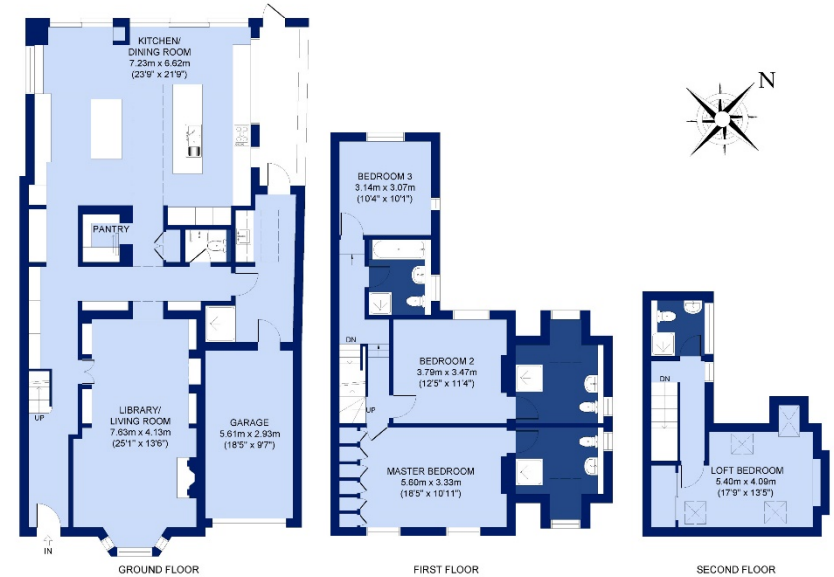 KITCHEN/
DINING ROOM
7.23m x 6.62m
(23'9" x 21'9")
PANTRY
LIBRARY/
LIVING ROOM
7.63m x 4.13m
(25'1" x 13'6")
GARAGE
5.61m x 2.93m
(18'5" x 9'7")
UP
IN
GROUND FLOOR
BEDROOM 3
3.14m x 3.07m
(10'4" x 10'1")
DN
BEDROOM 2
3.79m x 3.47m
(12'5" x 11'4")
UP
MASTER BEDROOM
5.60m x 3.33m
(18'5" x 10'11")
FIRST FLOOR
N
DN
LOFT BEDROOM
5.40m x 4.09m
(17'9" x 13'5")
SECOND FLOOR